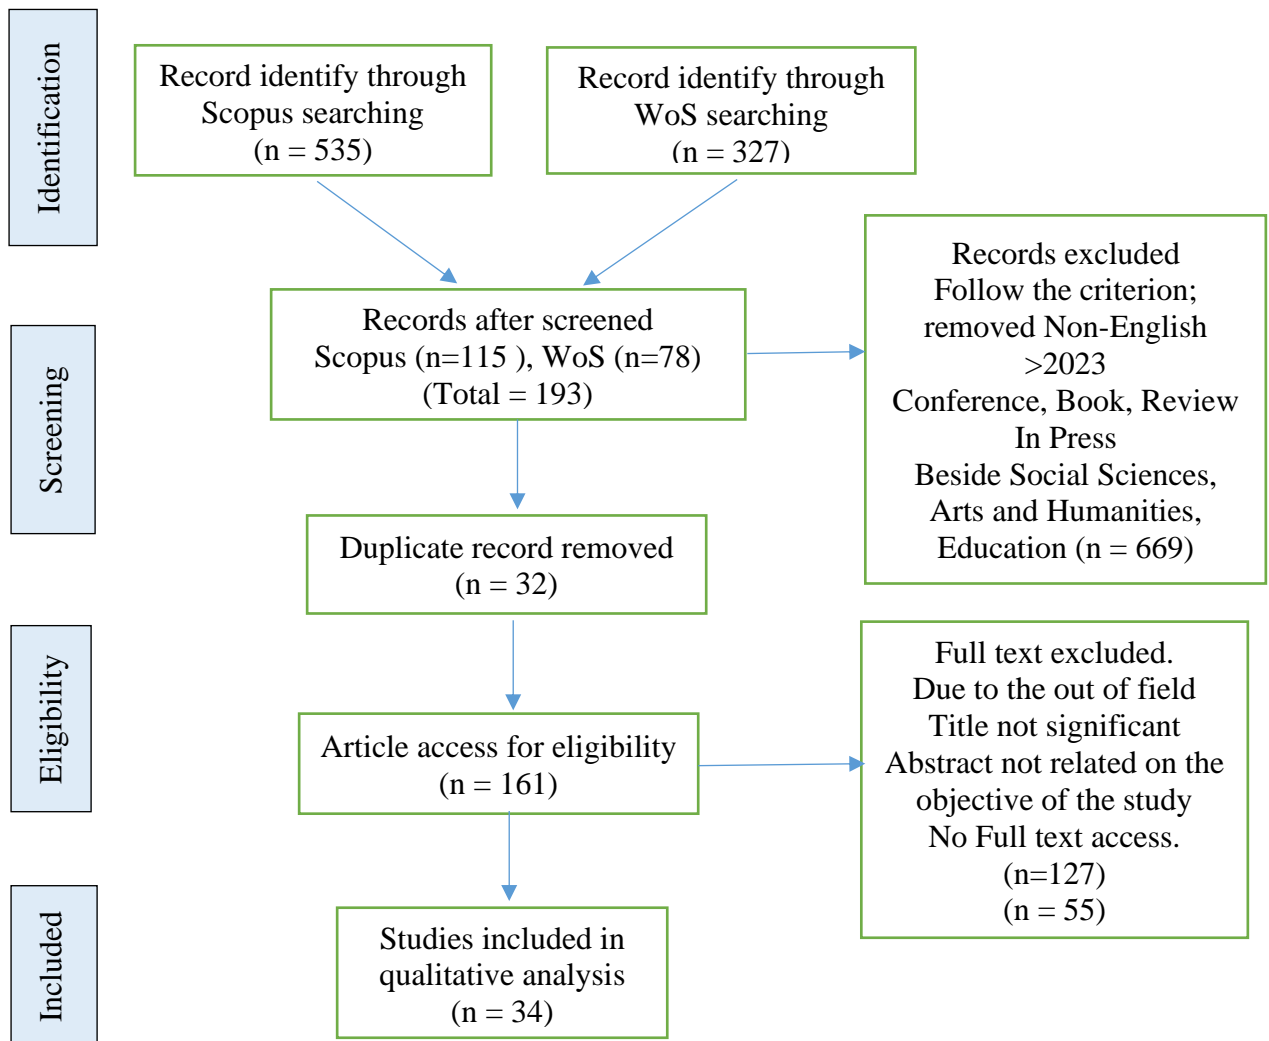 Identification
Record identify through
Scopus searching
(n = 535)
Record identify through
WoS searching
(n = 327)
Screening
Records after screened
Scopus (n=115 ), WoS (n=78)
(Total = 193)
Records excluded
Follow the criterion;
removed Non-English
>2023
Conference, Book, Review
In Press
Beside Social Sciences,
Arts and Humanities,
Education (n = 669)
Duplicate record removed
(n = 32)
Eligibility
Article access for eligibility
(n = 161)
Full text excluded.
Due to the out of field
Title not significant
Abstract not related on the
objective of the study
No Full text access.
(n=127)
(n = 55)
Included
Studies included in
qualitative analysis
(n = 34)